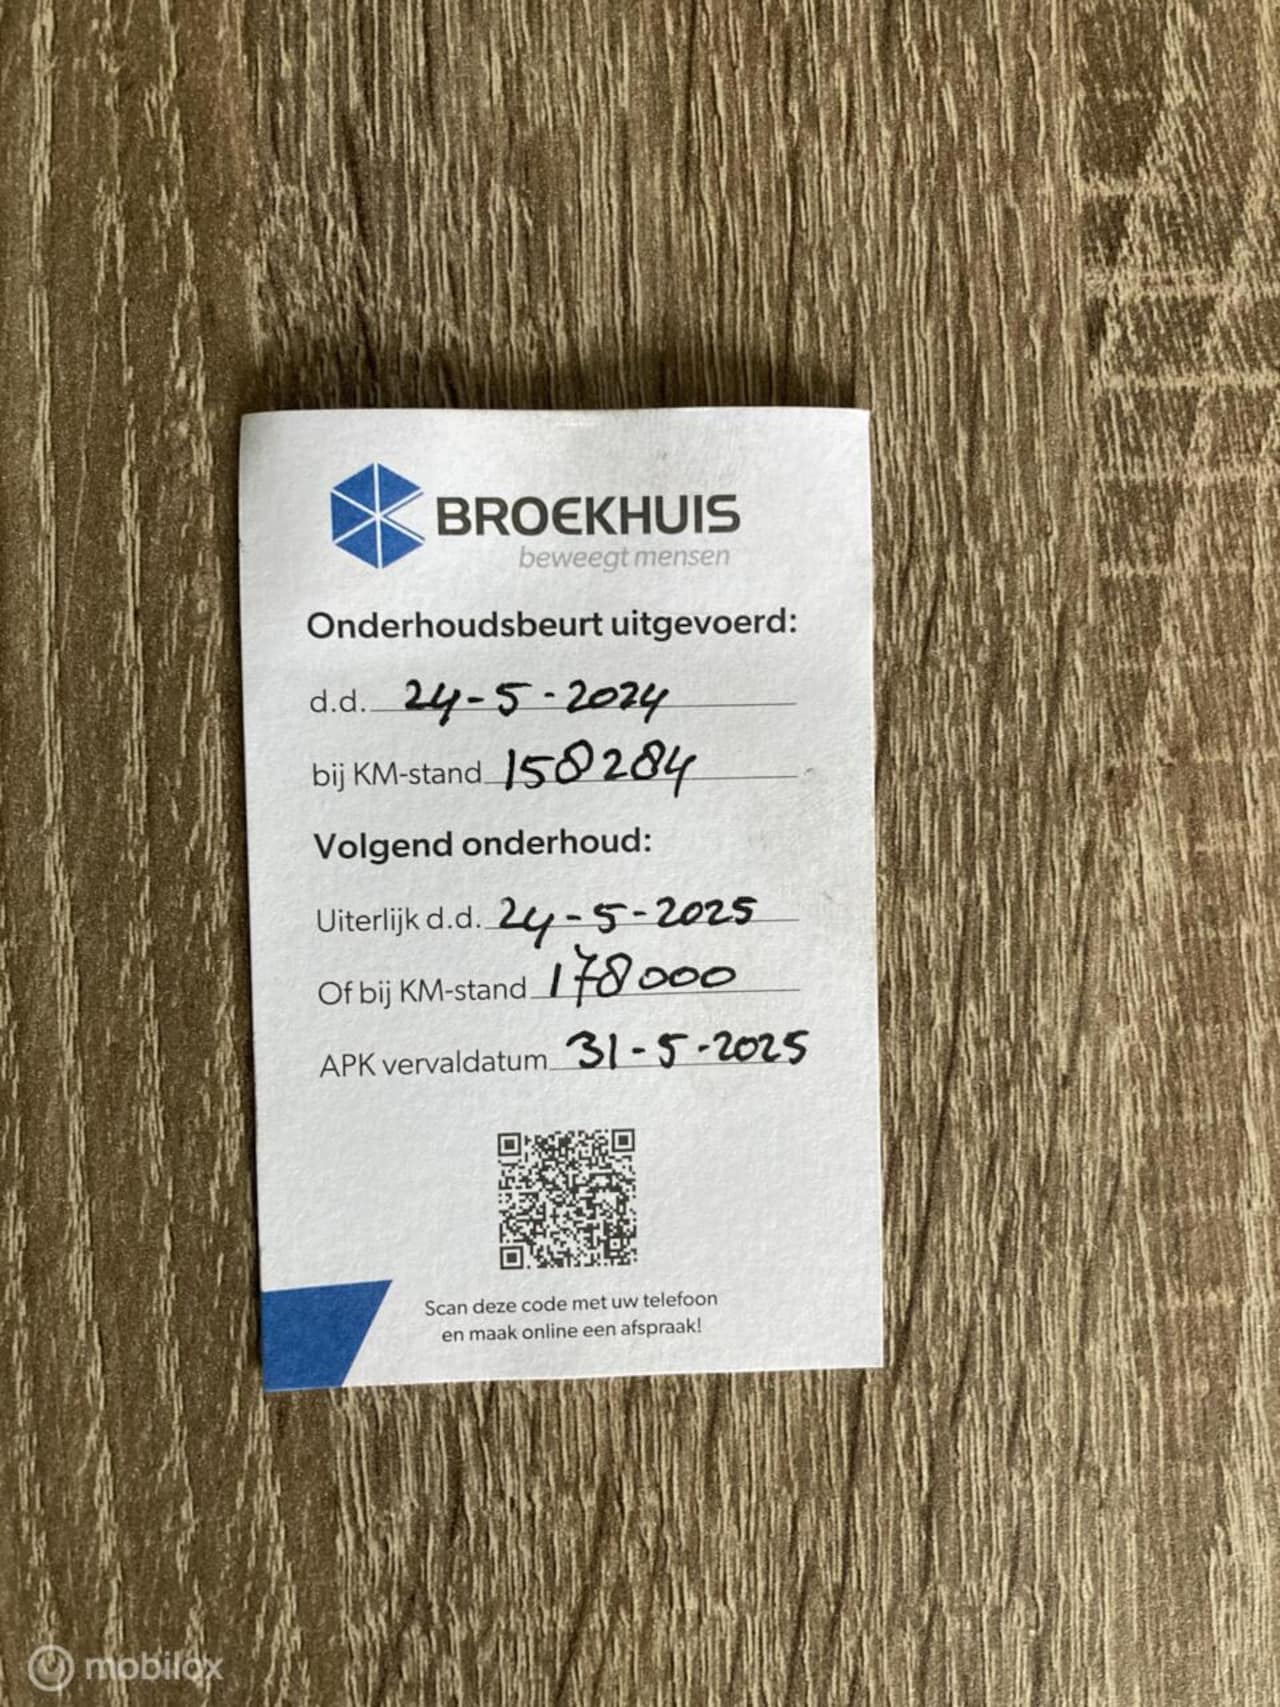 BROEKHUIS
beweegt mensen
Onderhoudsbeurt uitgevoerd:
d.d. 24-5-2024
bij KM-stand 158284
Volgend onderhoud:
Uiterlijk d.d. 24-5-2025
Of bij KM-stand 178000
APK vervaldatum 31-5-2025
Scan deze code met uw telefoon
en maak online een afspraak!
mobilox